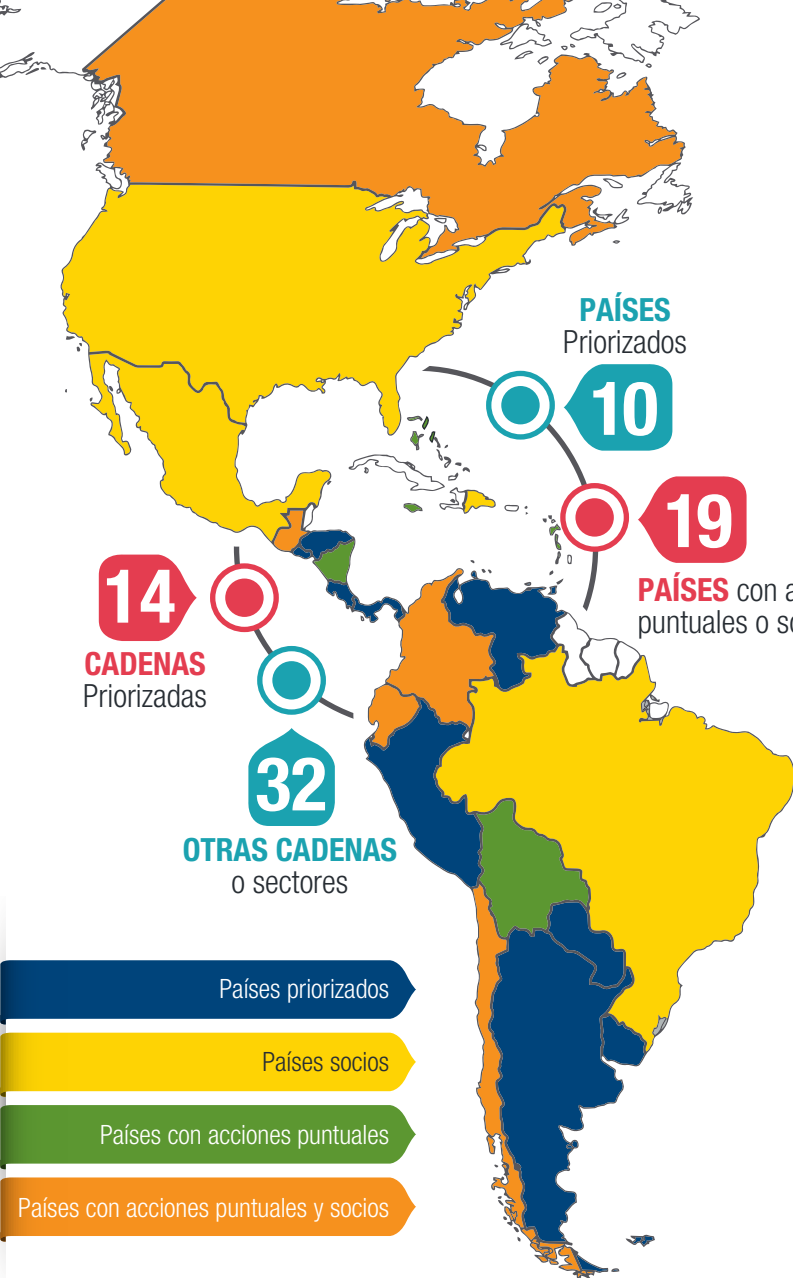 PAÍSES
Priorizados
10
19
PAÍSES con
puntuales o
14
CADENAS
Priorizadas
32
OTRAS CADENAS
o sectores
Países priorizados
Países socios
Países con acciones puntuales
Países con acciones puntuales y socios